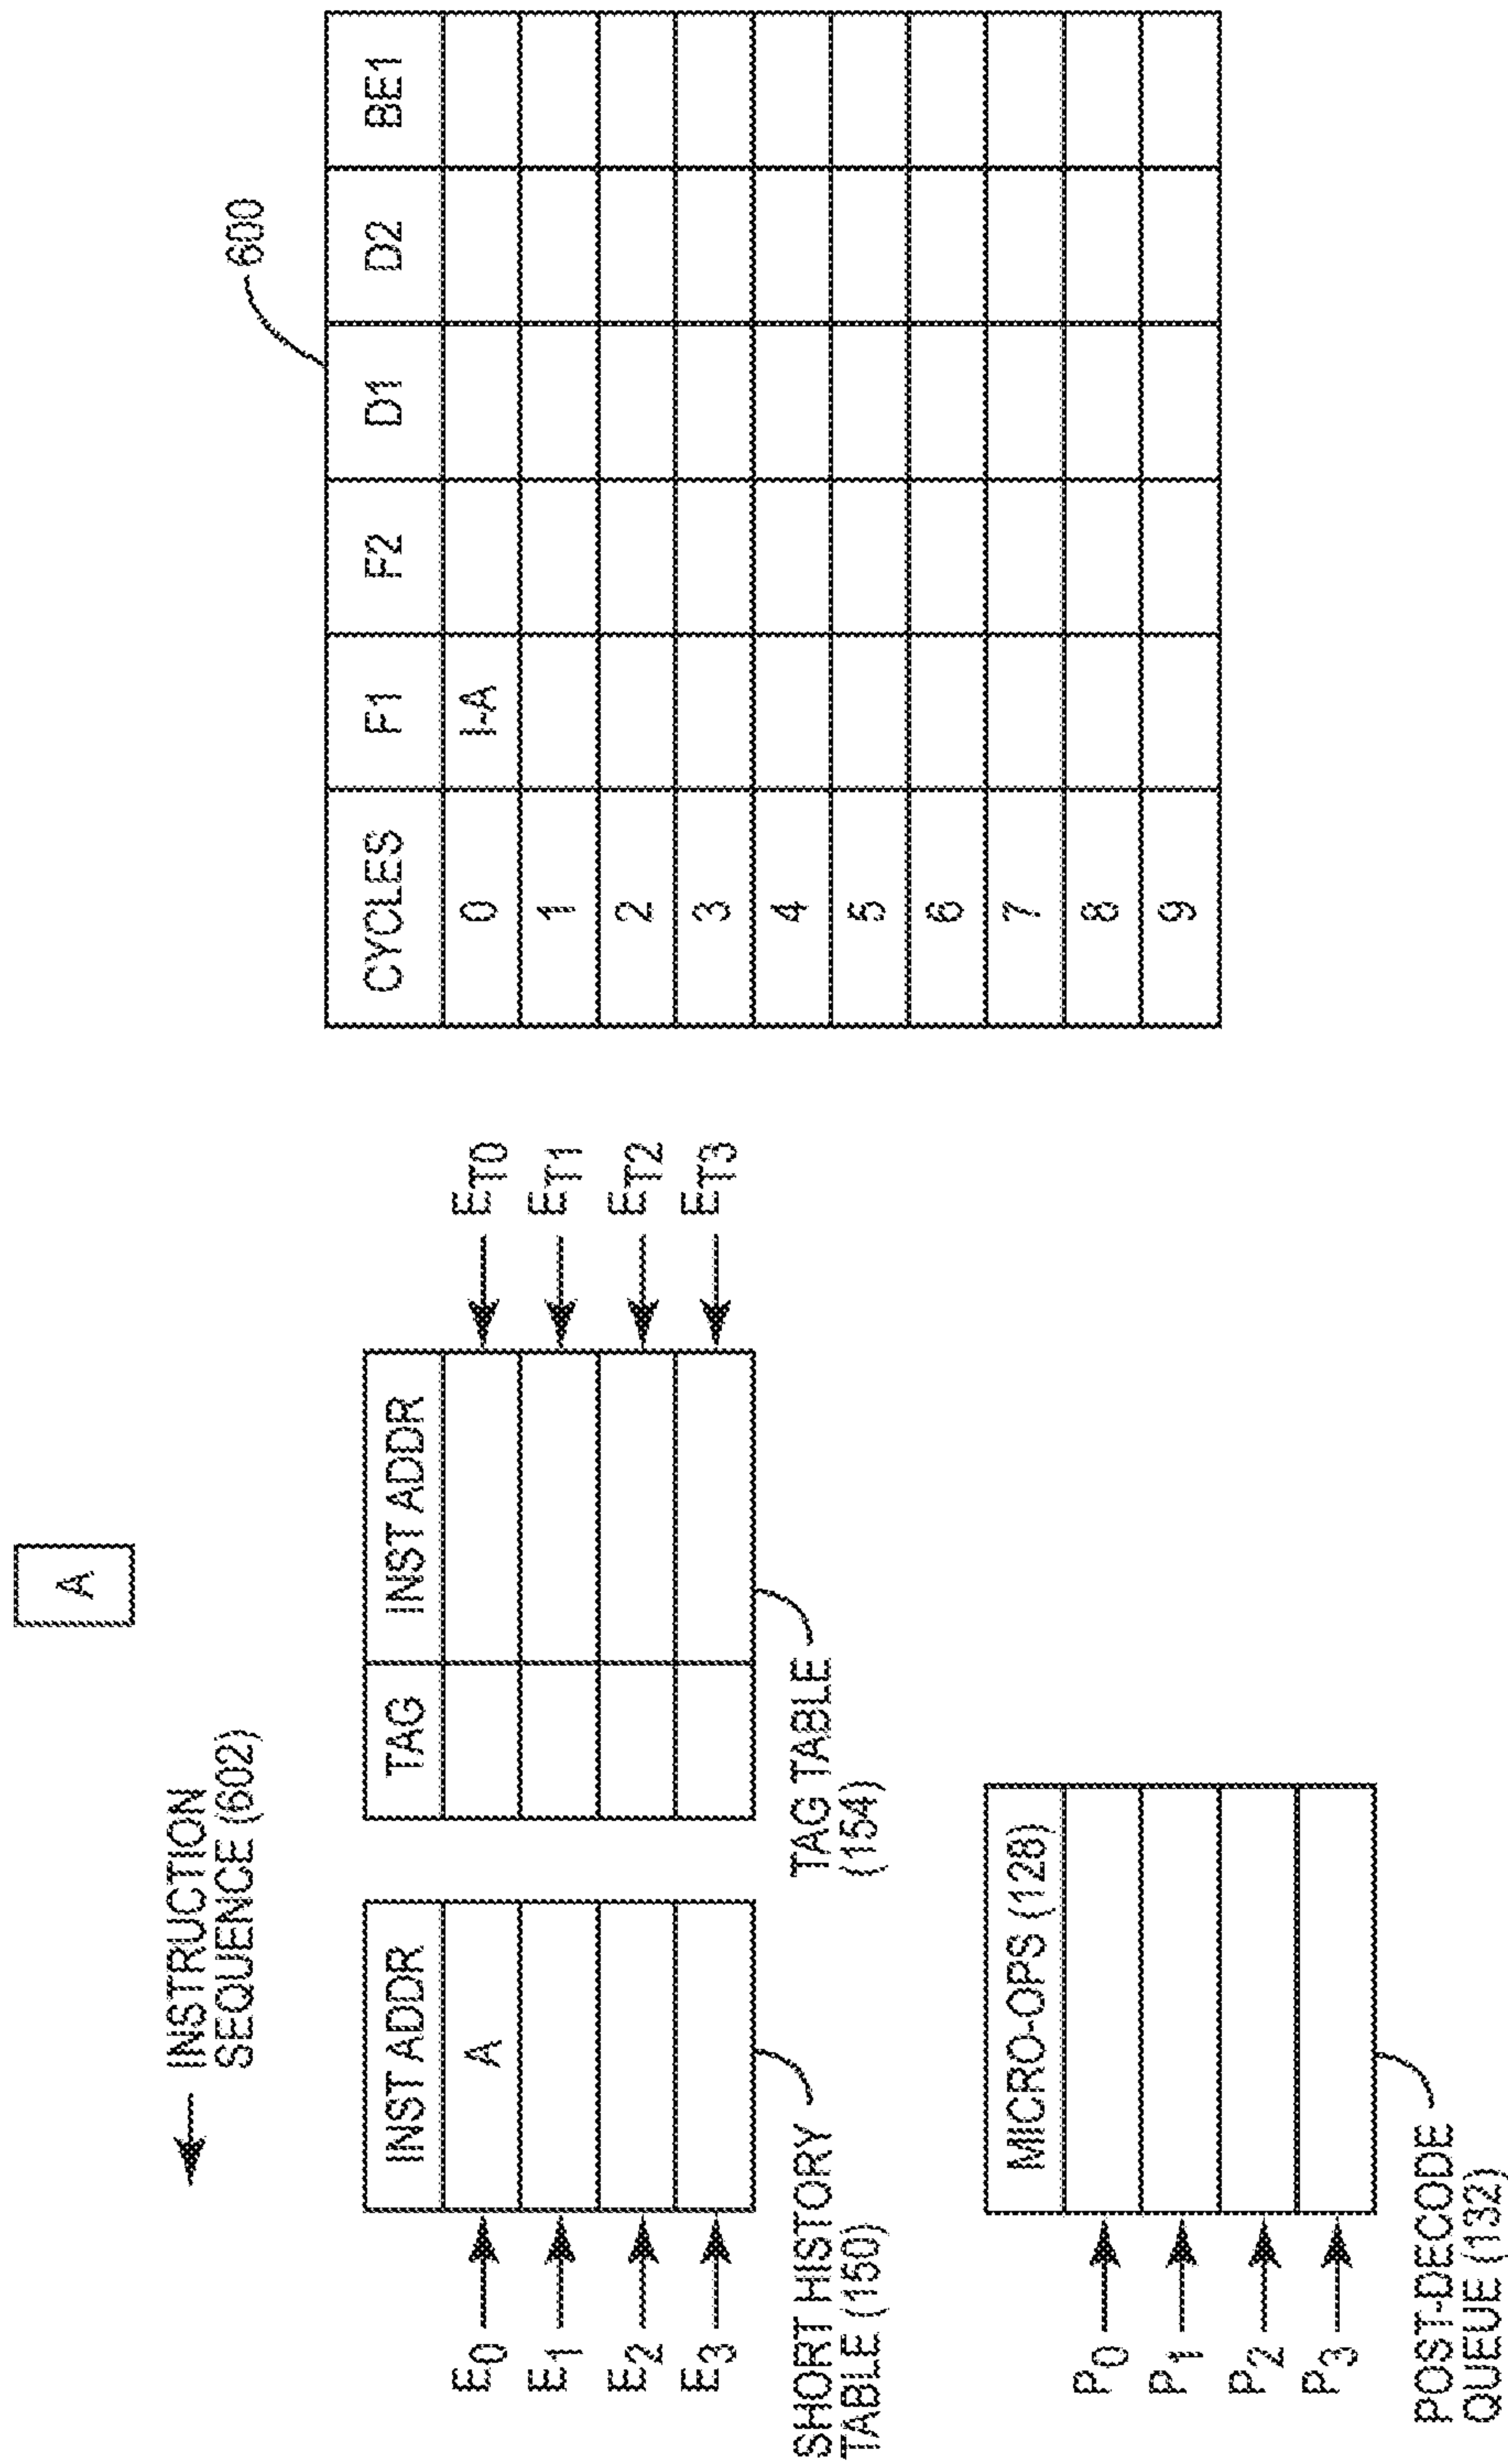 A
← INSTRUCTION
SEQUENCE (602)
600
INST ADDR
E0 A
E1
E2
E3
SHORT HISTORY
TABLE (150)
TAG INST ADDR
ET0
ET1
ET2
ET3
TAG TABLE
(154)
CYCLES F1 F2 D1 D2 BE1
0 I-A
1
2
3
4
5
6
7
8
9
MICRO-OPS (128)
P0
P1
P2
P3
POST-DECODE
QUEUE (132)